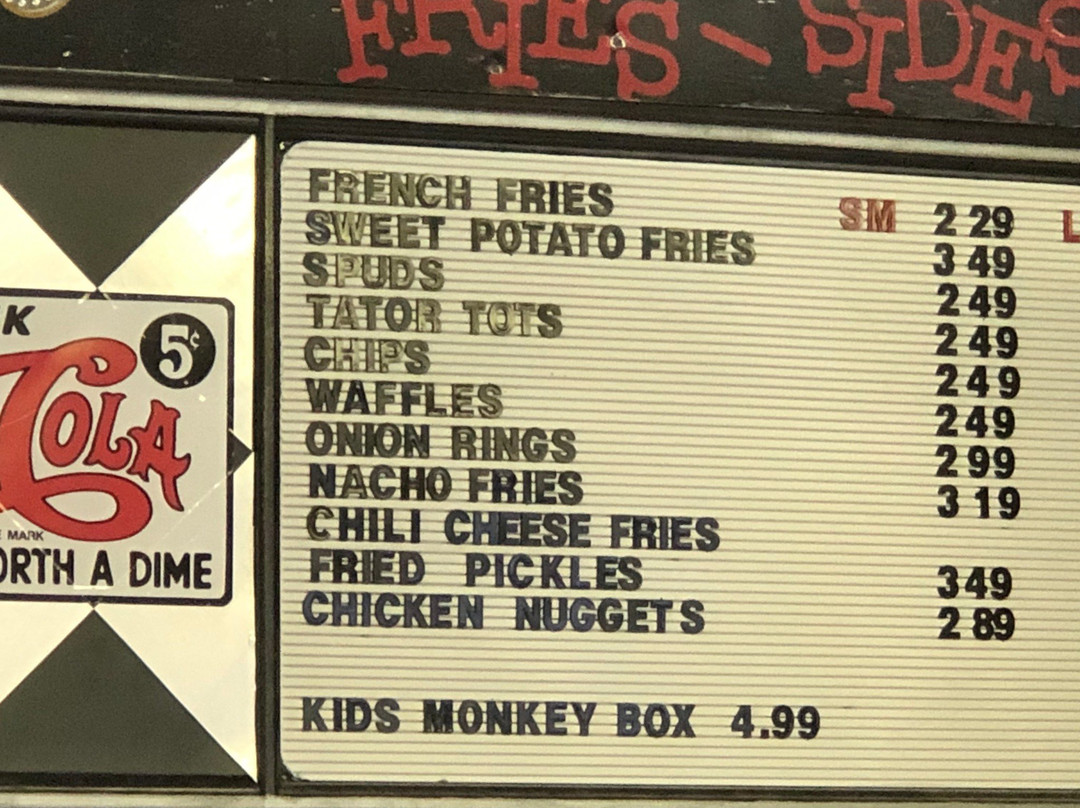 FRIES - SIDES
FRENCH FRIES SM 2 29 L
SWEET POTATO FRIES 3 49
SPUDS 2 49
TATOR TOTS 2 49
CHIPS 2 49
WAFFLES 2 49
ONION RINGS 2 99
NACHO FRIES 3 19
CHILI CHEESE FRIES
FRIED PICKLES 3 49
CHICKEN NUGGETS 2 89
KIDS MONKEY BOX 4.99
K
5¢
COLA
MARK
ORTH A DIME